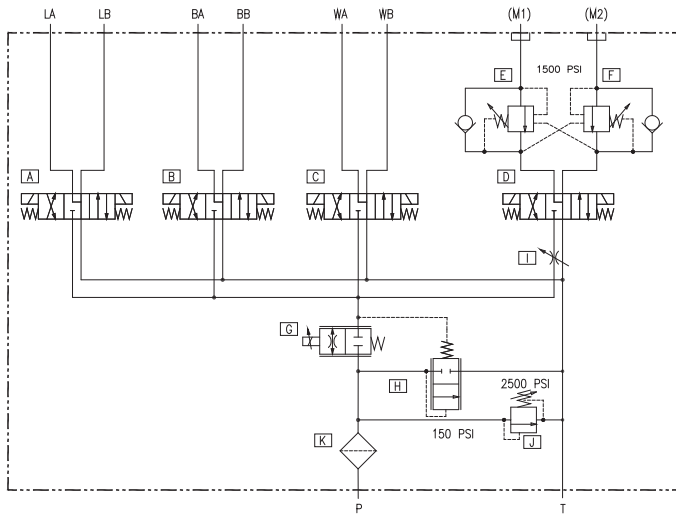 LA LB BA BB WA WB (M1) (M2)
E 1500 PSI F
A B C D
I
G
H 2500 PSI
150 PSI J
K
P T